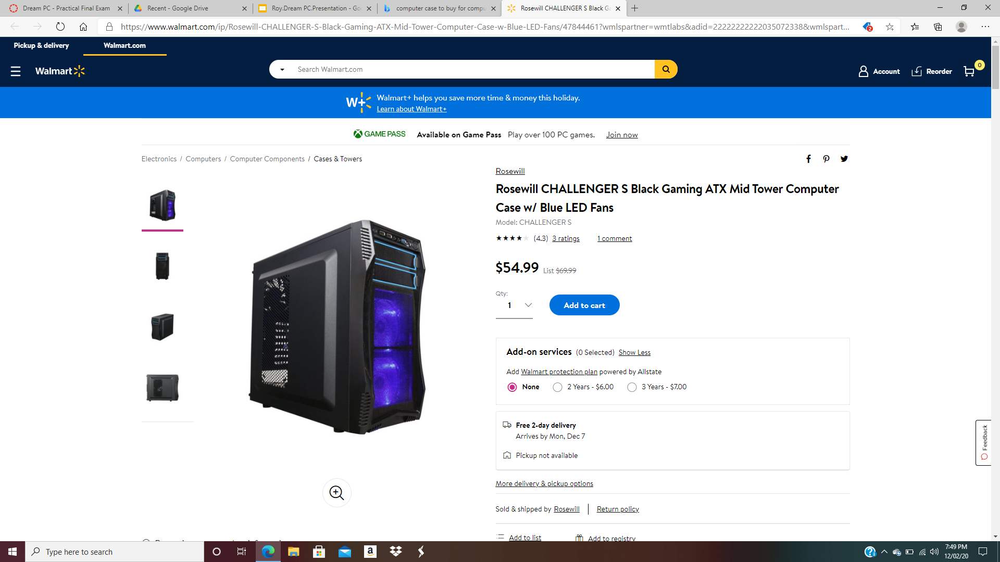 Dream PC - Practical Final Exam
Recent - Google Drive
Roy.Dream PC.Presentation - Go
computer case to buy for compu
Rosewill CHALLENGER S Black Ga
https://www.walmart.com/ip/Rosewill-CHALLENGER-S-Black-Gaming-ATX-Mid-Tower-Computer-Case-w-Blue-LED-Fans/47844461?wmlspartner=wmtlabs&adid=22222222222035072338&wmlspart...
2
Pickup & delivery
Walmart.com
Walmart
Search Walmart.com
Account
Reorder
0
W+
Walmart+ helps you save more time & money this holiday.
Learn about Walmart+
GAME PASS
Available on Game Pass Play over 100 PC games. Join now
Electronics / Computers / Computer Components / Cases & Towers
Rosewill
Rosewill CHALLENGER S Black Gaming ATX Mid Tower Computer
Case w/ Blue LED Fans
Model: CHALLENGER S
(4.3) 3 ratings 1 comment
$54.99 List $69.99
Qty:
1
Add to cart
Add-on services (0 Selected) Show Less
Add Walmart protection plan powered by Allstate
None 2 Years - $6.00 3 Years - $7.00
Free 2-day delivery
Arrives by Mon, Dec 7
Pickup not available
More delivery & pickup options
Sold & shipped by Rosewill Return policy
Add to list Add to registry
Feedback
Type here to search
7:49 PM
12/02/20